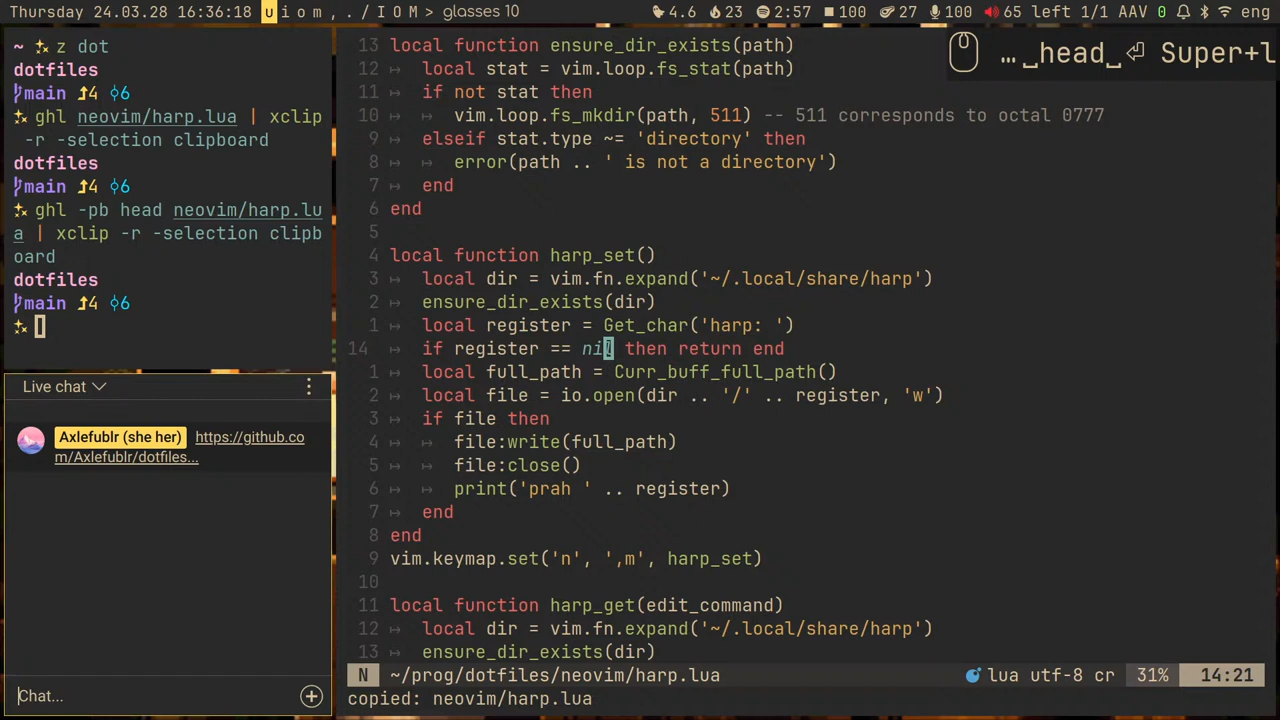 Thursday 24.03.28 16:36:18 u i o m , . / I O M > glasses 10 4.6 23 2:57 100 27 100 65 left 1/1 AAV 0 eng
… ␣head␣⏎ Super+l
~ z dot
dotfiles
main 4 6
ghl neovim/harp.lua | xclip
-r -selection clipboard
dotfiles
main 4 6
ghl -pb head neovim/harp.lu
a | xclip -r -selection clipb
oard
dotfiles
main 4 6
Live chat
Axlefublr (she her) https://github.co
m/Axlefublr/dotfiles...
Chat...
13 local function ensure_dir_exists(path)
12 local stat = vim.loop.fs_stat(path)
11 if not stat then
10 vim.loop.fs_mkdir(path, 511) -- 511 corresponds to octal 0777
9 elseif stat.type ~= 'directory' then
8 error(path .. ' is not a directory')
7 end
6 end
5
4 local function harp_set()
3 local dir = vim.fn.expand('~/.local/share/harp')
2 ensure_dir_exists(dir)
1 local register = Get_char('harp: ')
14 if register == nil then return end
1 local full_path = Curr_buff_full_path()
2 local file = io.open(dir .. '/' .. register, 'w')
3 if file then
4 file:write(full_path)
5 file:close()
6 print('prah ' .. register)
7 end
8 end
9 vim.keymap.set('n', ',m', harp_set)
10
11 local function harp_get(edit_command)
12 local dir = vim.fn.expand('~/.local/share/harp')
13 ensure_dir_exists(dir)
N ~/prog/dotfiles/neovim/harp.lua lua utf-8 cr 31% 14:21
copied: neovim/harp.lua